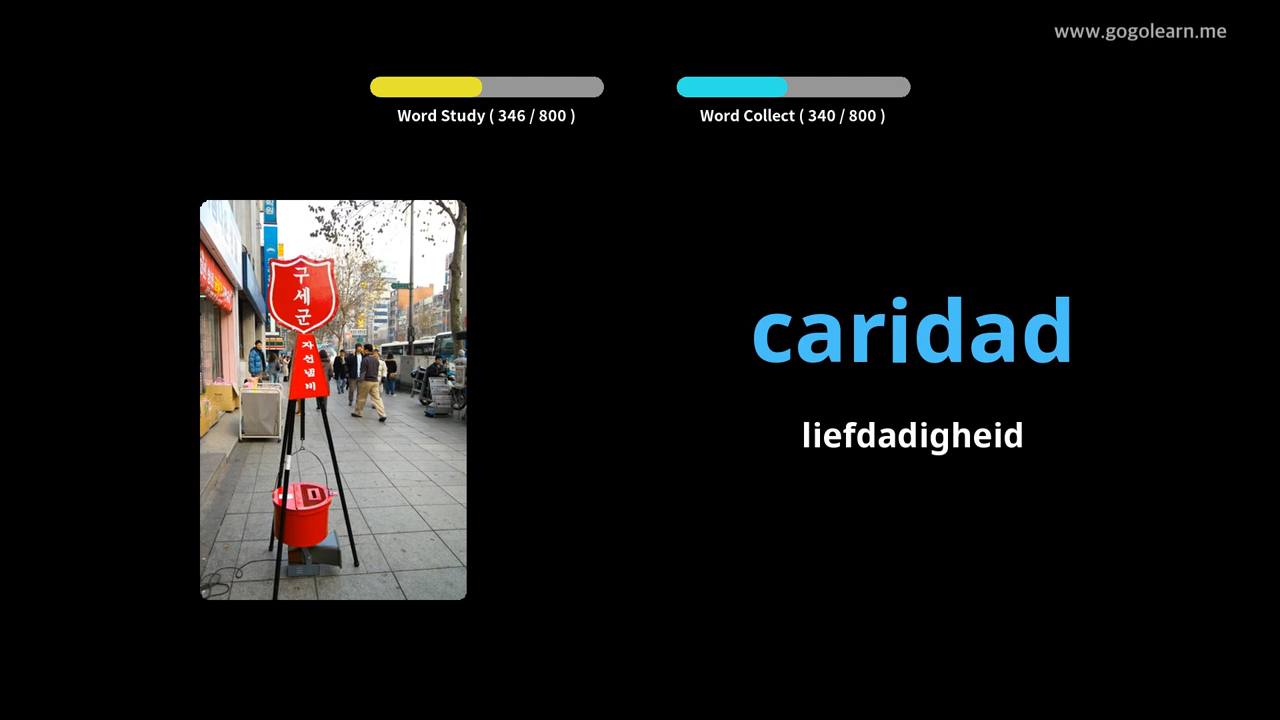 www.gogolearn.me
Word Study ( 346 / 800 )
Word Collect ( 340 / 800 )
구세군
자선냄비
caridad
liefdadigheid